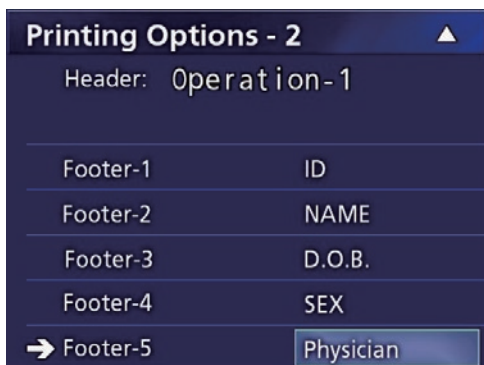 Printing Options - 2
Header: Operation-1
Footer-1 ID
Footer-2 NAME
Footer-3 D.O.B.
Footer-4 SEX
Footer-5 Physician